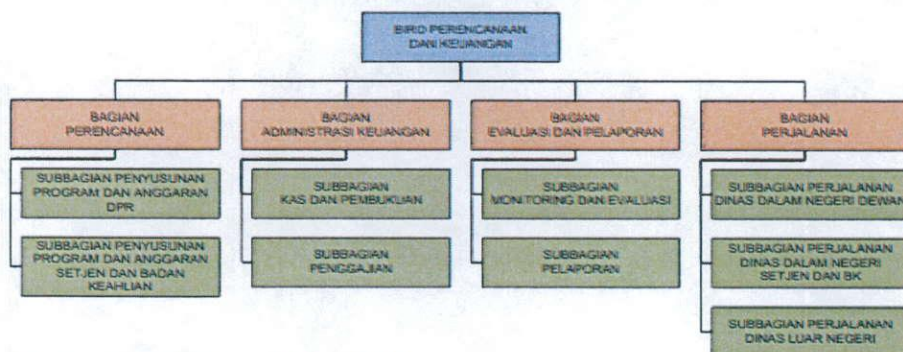 BIRO PERENCANAAN
DAN KEUANGAN
BAGIAN
PERENCANAAN
SUBBAGIAN PENYUSUNAN
PROGRAM DAN ANGGARAN
DPR
SUBBAGIAN PENYUSUNAN
PROGRAM DAN ANGGARAN
SETJEN DAN BADAN
KEAHLIAN
BAGIAN
ADMINISTRASI KEUANGAN
SUBBAGIAN
KAS DAN PEMBUKUAN
SUBBAGIAN
PENGGAJIAN
BAGIAN
EVALUASI DAN PELAPORAN
SUBBAGIAN
MONITORING DAN EVALUASI
SUBBAGIAN
PELAPORAN
BAGIAN
PERJALANAN
SUBBAGIAN PERJALANAN
DINAS DALAM NEGERI DEWAN
SUBBAGIAN PERJALANAN
DINAS DALAM NEGERI
SETJEN DAN BK
SUBBAGIAN PERJALANAN
DINAS LUAR NEGERI